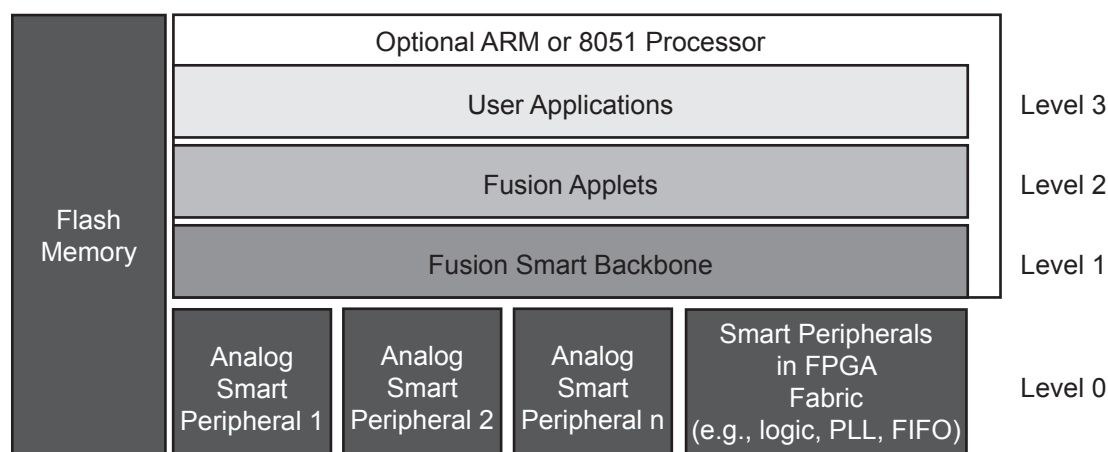 Optional ARM or 8051 Processor
User Applications
Level 3
Fusion Applets
Level 2
Flash
Memory
Fusion Smart Backbone
Level 1
Analog
Smart
Peripheral 1
Analog
Smart
Peripheral 2
Analog
Smart
Peripheral n
Smart Peripherals
in FPGA
Fabric
(e.g., logic, PLL, FIFO)
Level 0